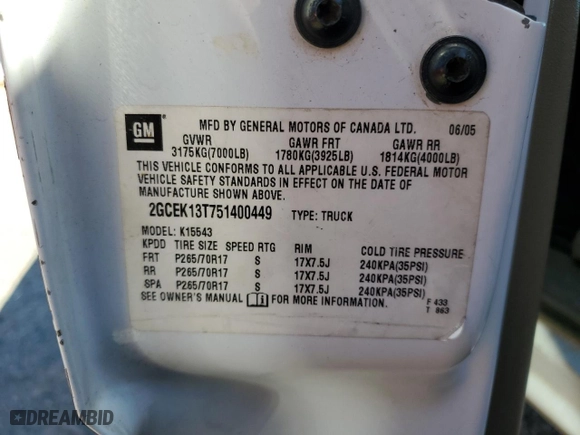 GM
MFD BY GENERAL MOTORS OF CANADA LTD. 06/05
GVWR GAWR FRT GAWR RR
3175KG(7000LB) 1780KG(3925LB) 1814KG(4000LB)
THIS VEHICLE CONFORMS TO ALL APPLICABLE U.S. FEDERAL MOTOR
VEHICLE SAFETY STANDARDS IN EFFECT ON THE DATE OF
MANUFACTURE SHOWN ABOVE.
2GCEK13T751400449 TYPE: TRUCK
MODEL: K15543
KPDD TIRE SIZE SPEED RTG RIM COLD TIRE PRESSURE
FRT P265/70R17 S 17X7.5J 240KPA(35PSI)
RR P265/70R17 S 17X7.5J 240KPA(35PSI)
SPA P265/70R17 S 17X7.5J 240KPA(35PSI)
SEE OWNER'S MANUAL FOR MORE INFORMATION.
F 433
T 863
DREAMBID